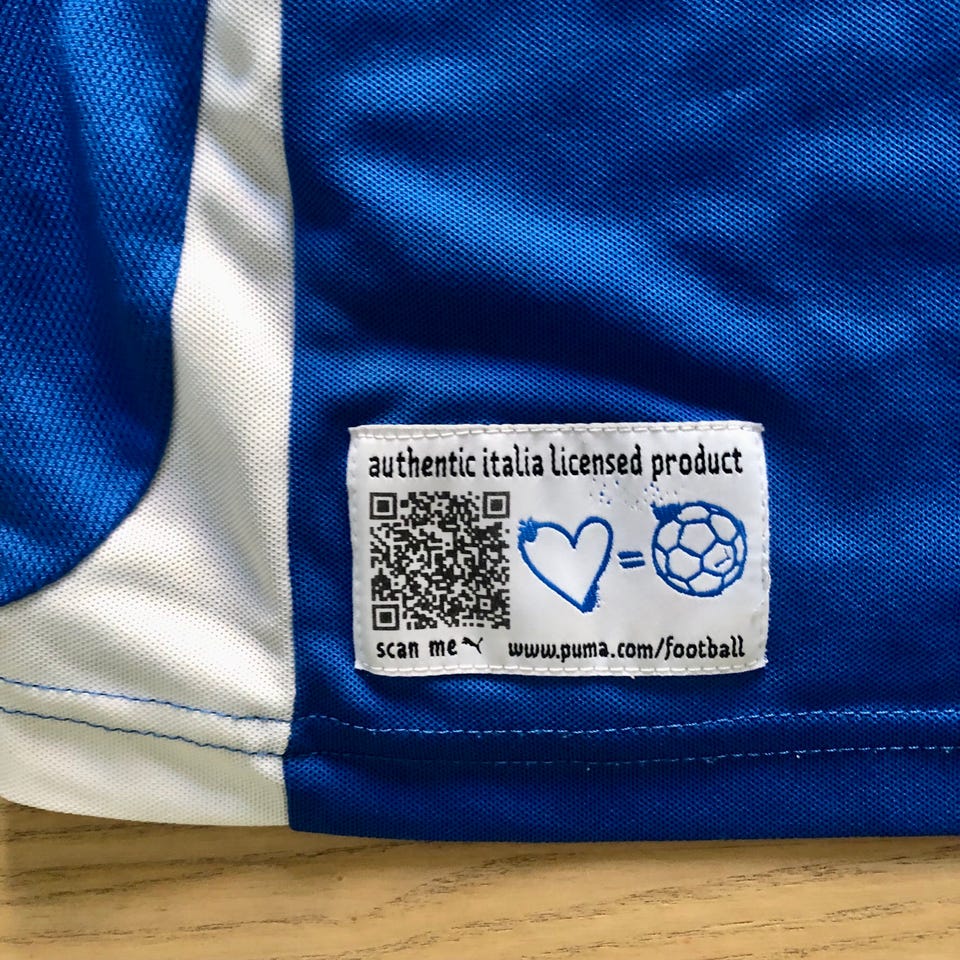 authentic italia licensed product
=
scan me
www.puma.com/football